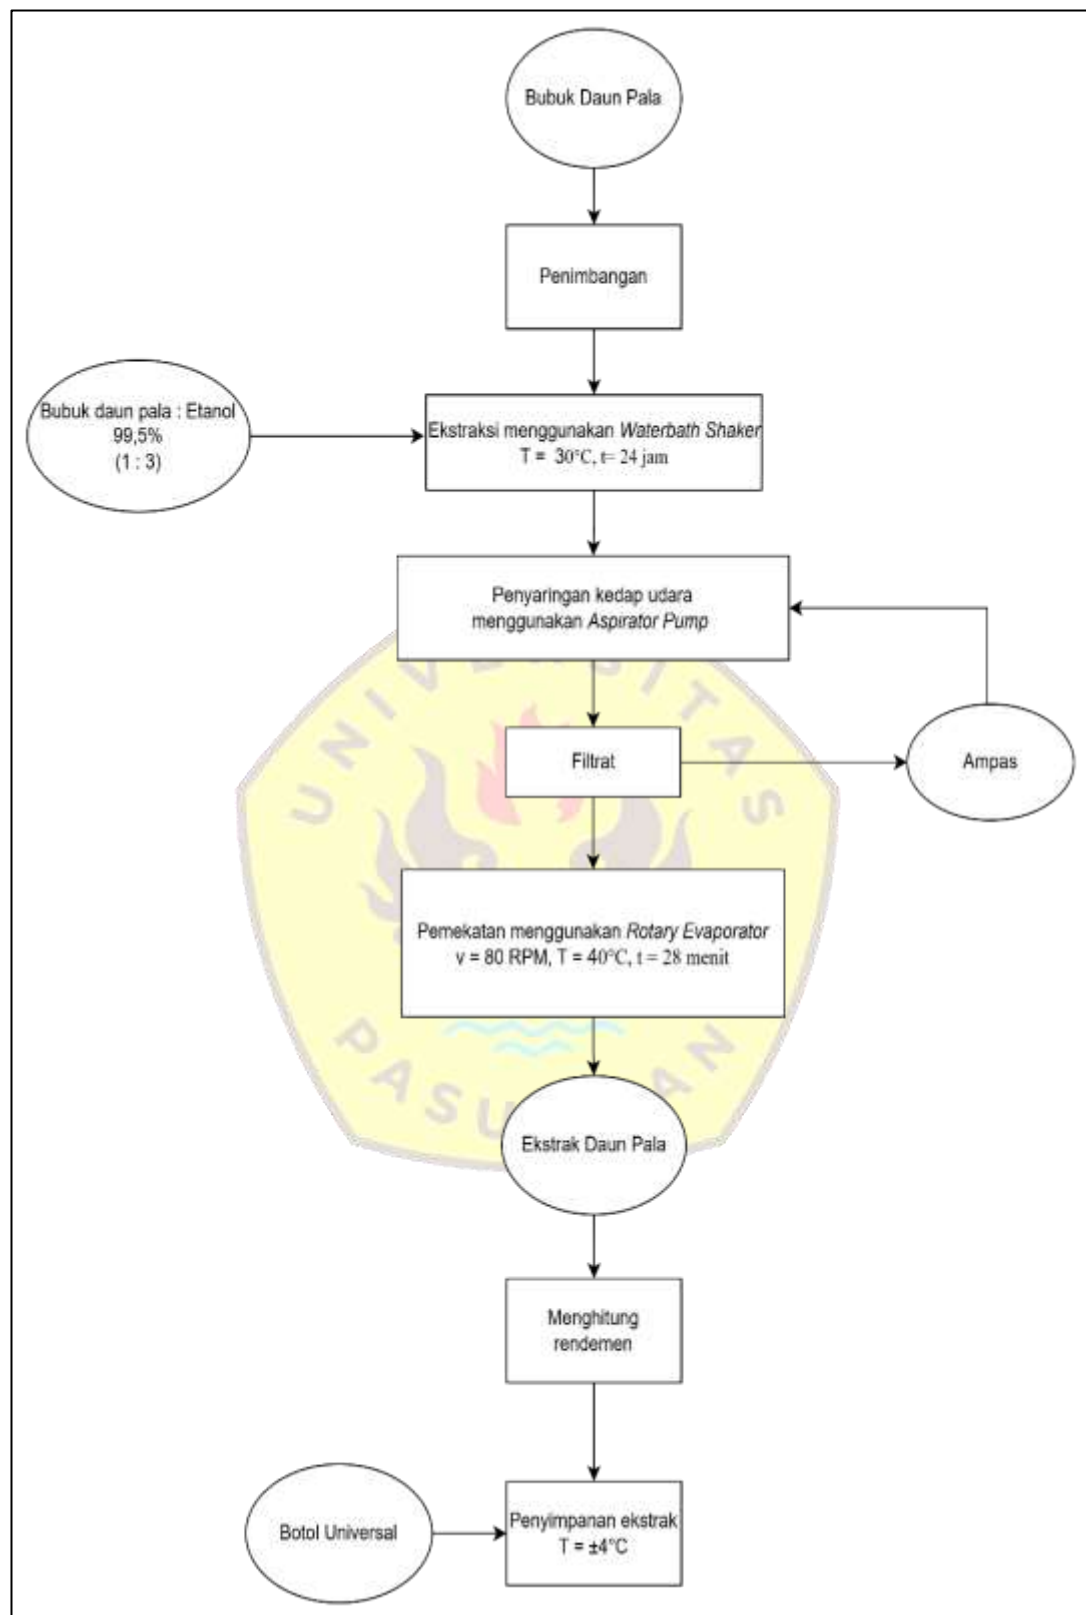 Bubuk Daun Pala
Penimbangan
Bubuk daun pala : Etanol
99,5%
(1 : 3)
Ekstraksi menggunakan Waterbath Shaker
T = 30°C, t= 24 jam
Penyaringan kedap udara
menggunakan Aspirator Pump
Filtrat
Ampas
Pemekatan menggunakan Rotary Evaporator
v = 80 RPM, T = 40°C, t = 28 menit
Ekstrak Daun Pala
Menghitung
rendemen
Botol Universal
Penyimpanan ekstrak
T = ±4°C
UNIVERSITAS